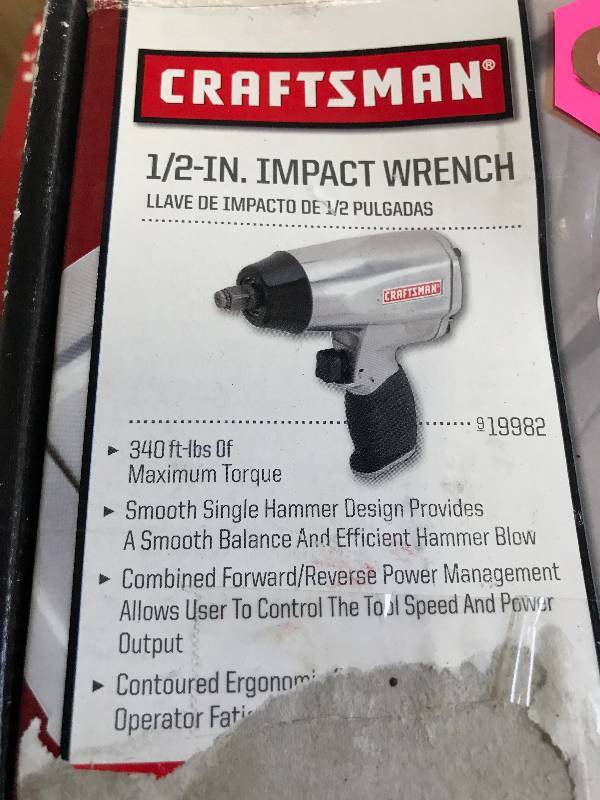 CRAFTSMAN®
1/2-IN. IMPACT WRENCH
LLAVE DE IMPACTO DE 1/2 PULGADAS
CRAFTSMAN
9 19982
► 340 ft-lbs Of
Maximum Torque
► Smooth Single Hammer Design Provides
A Smooth Balance And Efficient Hammer Blow
► Combined Forward/Reverse Power Management
Allows User To Control The Tool Speed And Power
Output
► Contoured
Operator